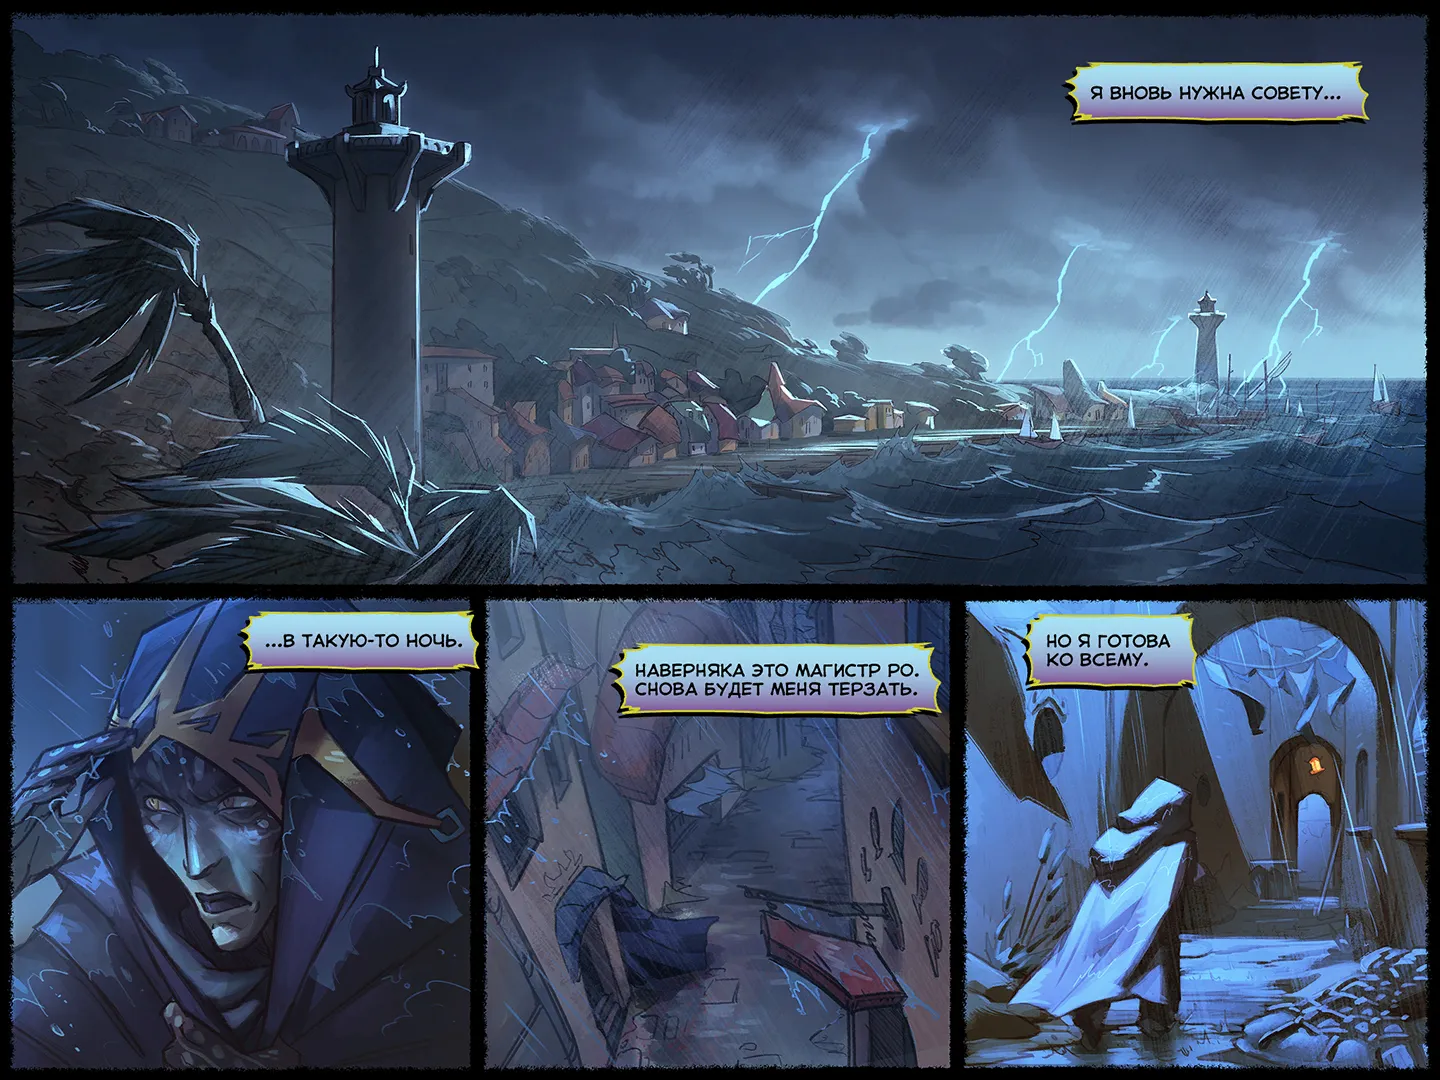 Я ВНОВЬ НУЖНА СОВЕТУ...
...В ТАКУЮ-ТО НОЧЬ.
НАВЕРНЯКА ЭТО МАГИСТР РО.
СНОВА БУДЕТ МЕНЯ ТЕРЗАТЬ.
НО Я ГОТОВА
КО ВСЕМУ.